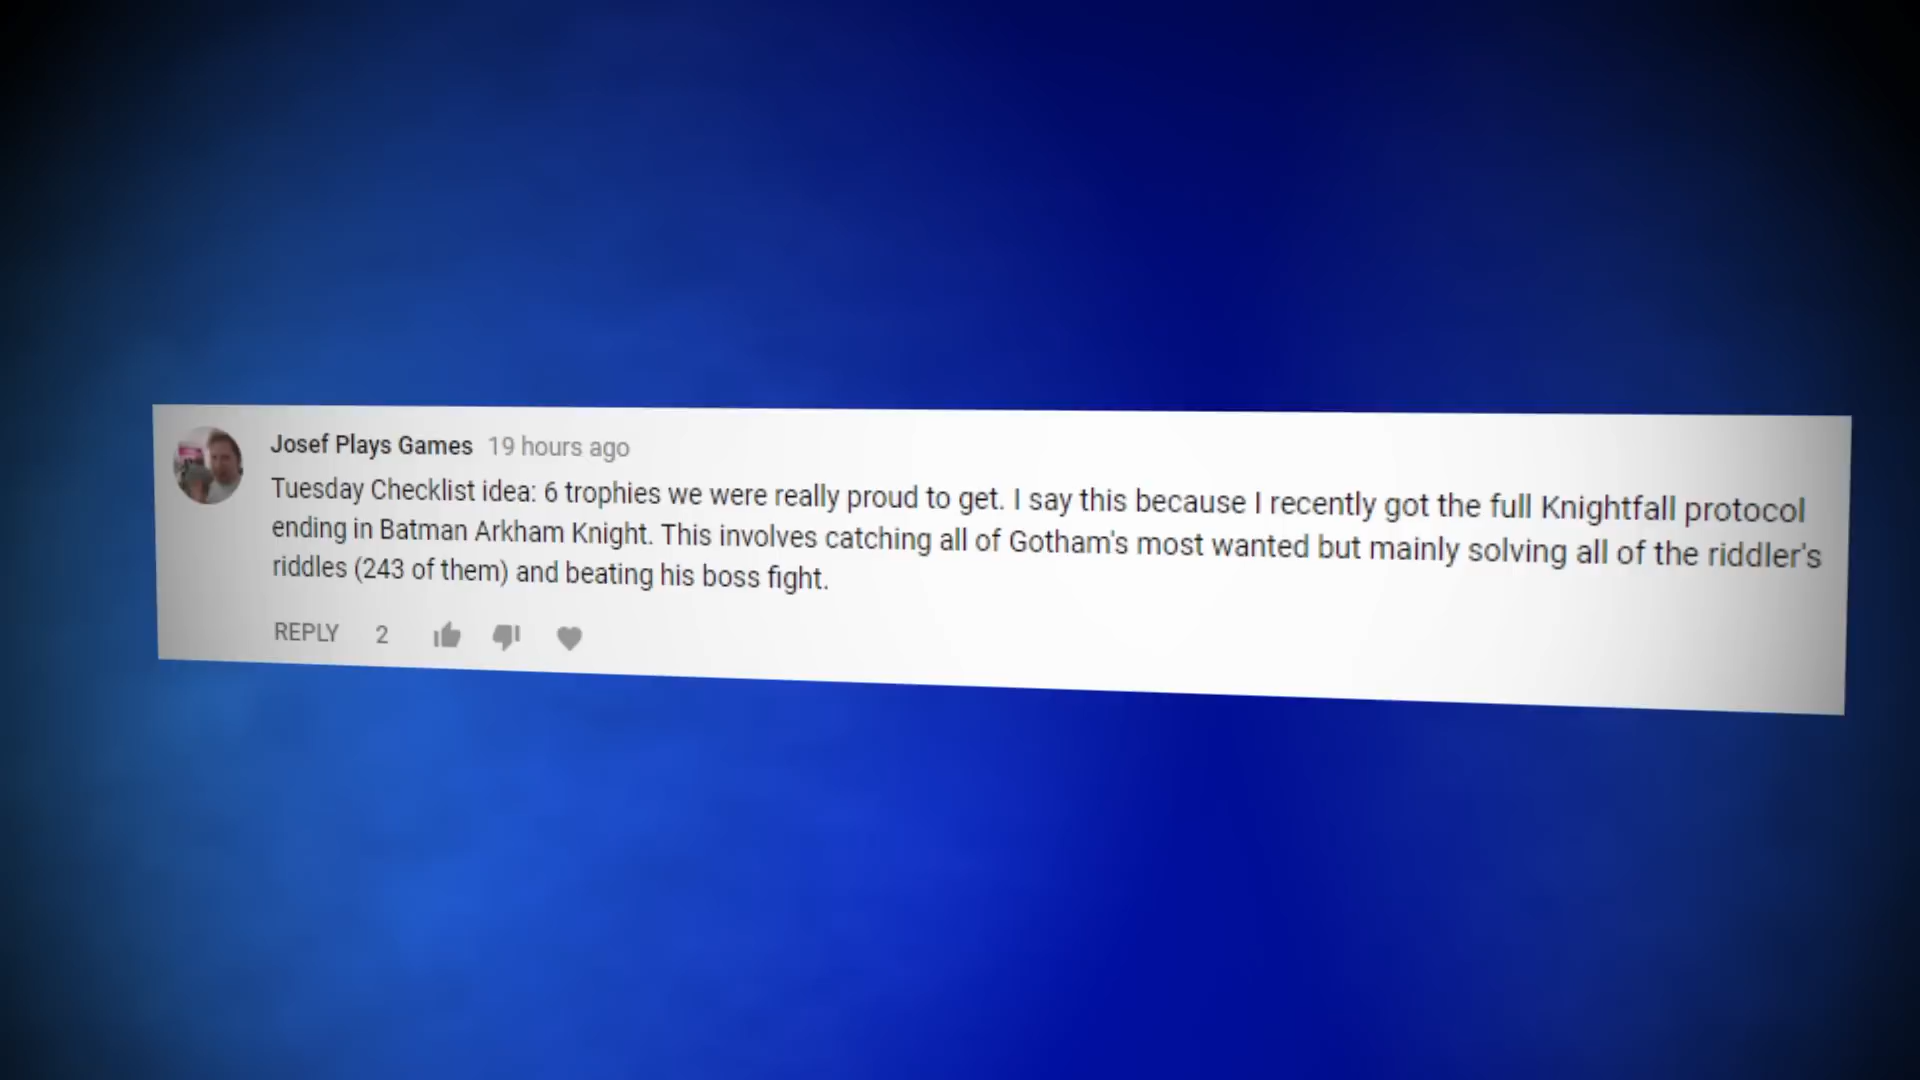 Josef Plays Games 19 hours ago
Tuesday Checklist idea: 6 trophies we were really proud to get. I say this because I recently got the full Knightfall protocol
ending in Batman Arkham Knight. This involves catching all of Gotham's most wanted but mainly solving all of the riddler's
riddles (243 of them) and beating his boss fight.
REPLY 2